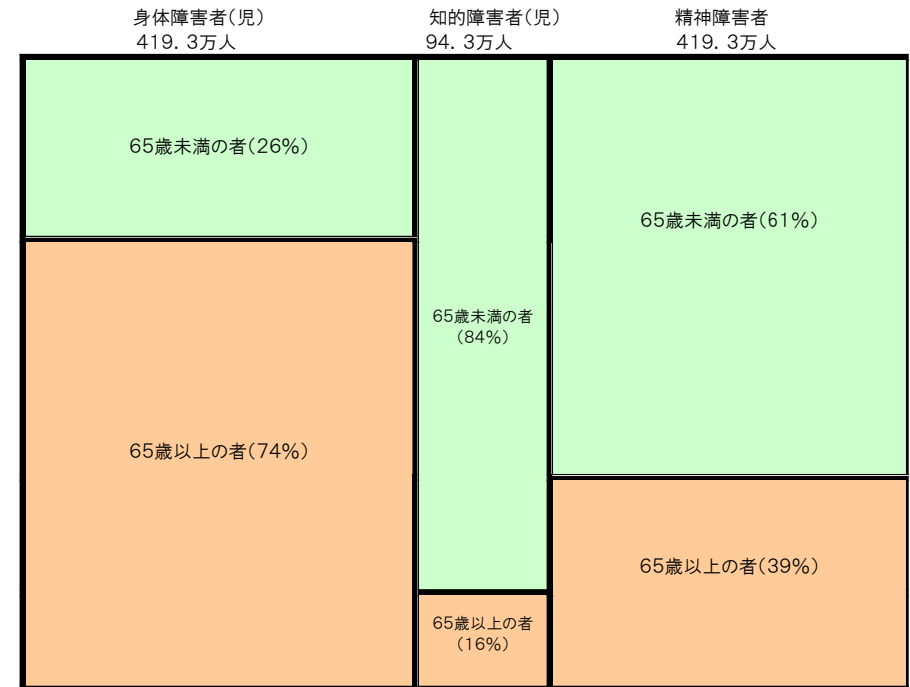 身体障害者（児）
419．3万人
知的障害者（児）
94．3万人
精神障害者
419．3万人
65歳未満の者（26％）
65歳以上の者（74％）
65歳未満の者
（84％）
65歳以上の者
（16％）
65歳未満の者（61％）
65歳以上の者（39％）